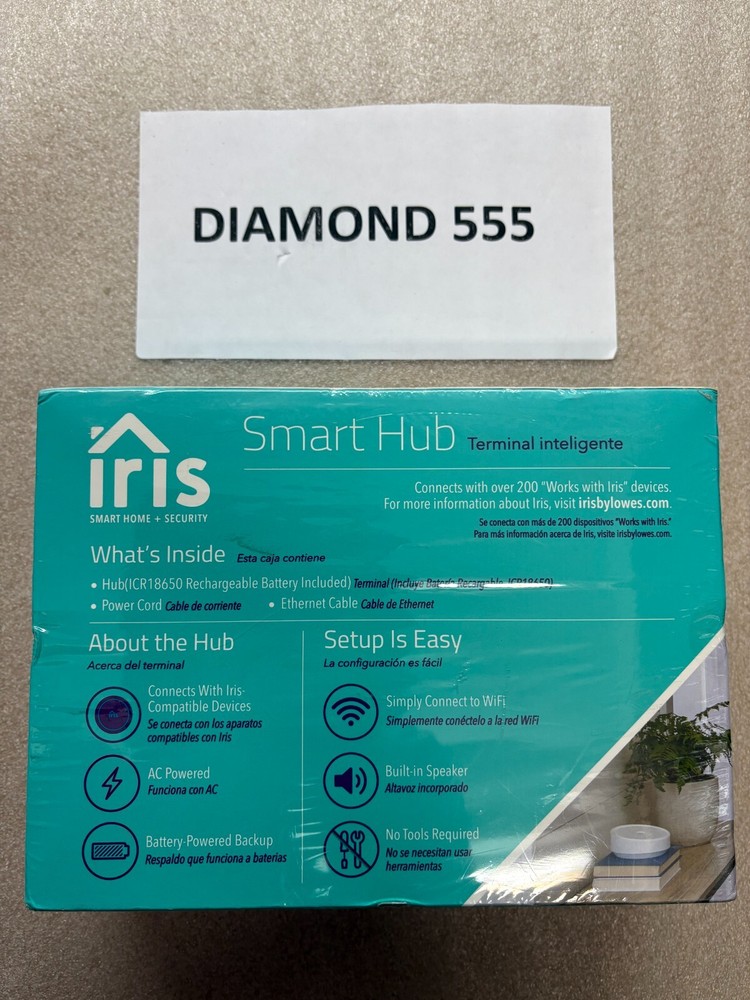 DIAMOND 555
iris
SMART HOME + SECURITY
Smart Hub Terminal inteligente
Connects with over 200 "Works with Iris" devices.
For more information about Iris, visit irisbylowes.com.
Se conecta con más de 200 dispositivos "Works with Iris."
Para más información acerca de Iris, visite irisbylowes.com.
What's Inside Esta caja contiene
• Hub(ICR18650 Rechargeable Battery Included) Terminal (Incluye Batería Recargable, ICR18650)
• Power Cord Cable de corriente • Ethernet Cable Cable de Ethernet
About the Hub
Acerca del terminal
Connects With Iris-
Compatible Devices
Se conecta con los aparatos
compatibles con Iris
AC Powered
Funciona con AC
Battery-Powered Backup
Respaldo que funciona a baterías
Setup Is Easy
La configuración es fácil
Simply Connect to WiFi
Simplemente conéctelo a la red WiFi
Built-in Speaker
Altavoz incorporado
No Tools Required
No se necesitan usar
herramientas